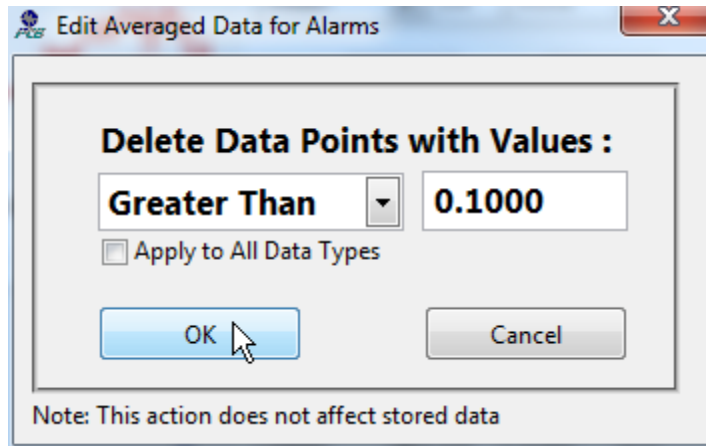 PCB Edit Averaged Data for Alarms
Delete Data Points with Values :
Greater Than 0.1000
Apply to All Data Types
OK Cancel
Note: This action does not affect stored data